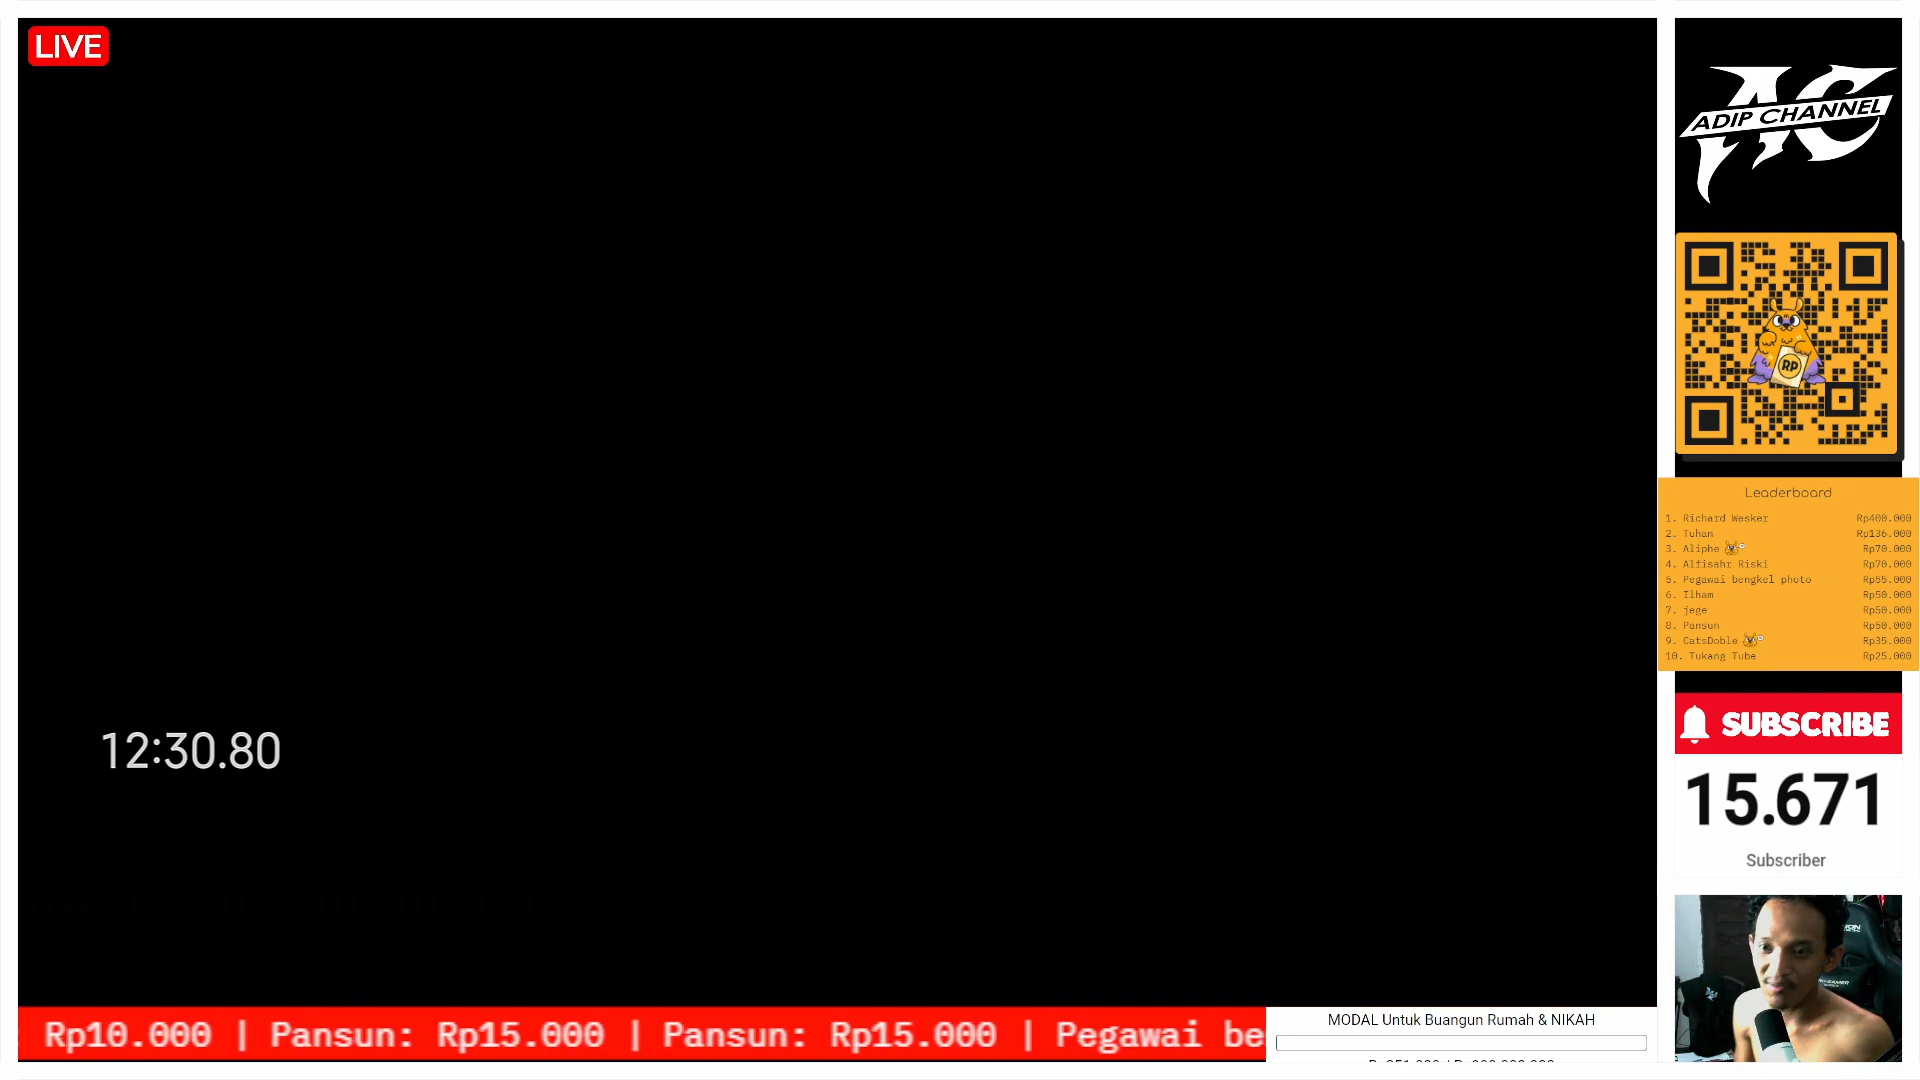 LIVE
ADIP CHANNEL
RP
Leaderboard
1. Richard Wesker Rp400.000
2. Tuhan Rp136.000
3. Aliphe Rp70.000
4. Alfisahr Riski Rp70.000
5. Pegawai bengkel photo Rp55.000
6. Ilham Rp50.000
7. jege Rp50.000
8. Pansun Rp50.000
9. CatsDoble Rp35.000
10. Tukang Tube Rp25.000
SUBSCRIBE
12:30.80
15.671
Subscriber
Rp10.000 | Pansun: Rp15.000 | Pansun: Rp15.000 | Pegawai be
MODAL Untuk Buangun Rumah & NIKAH